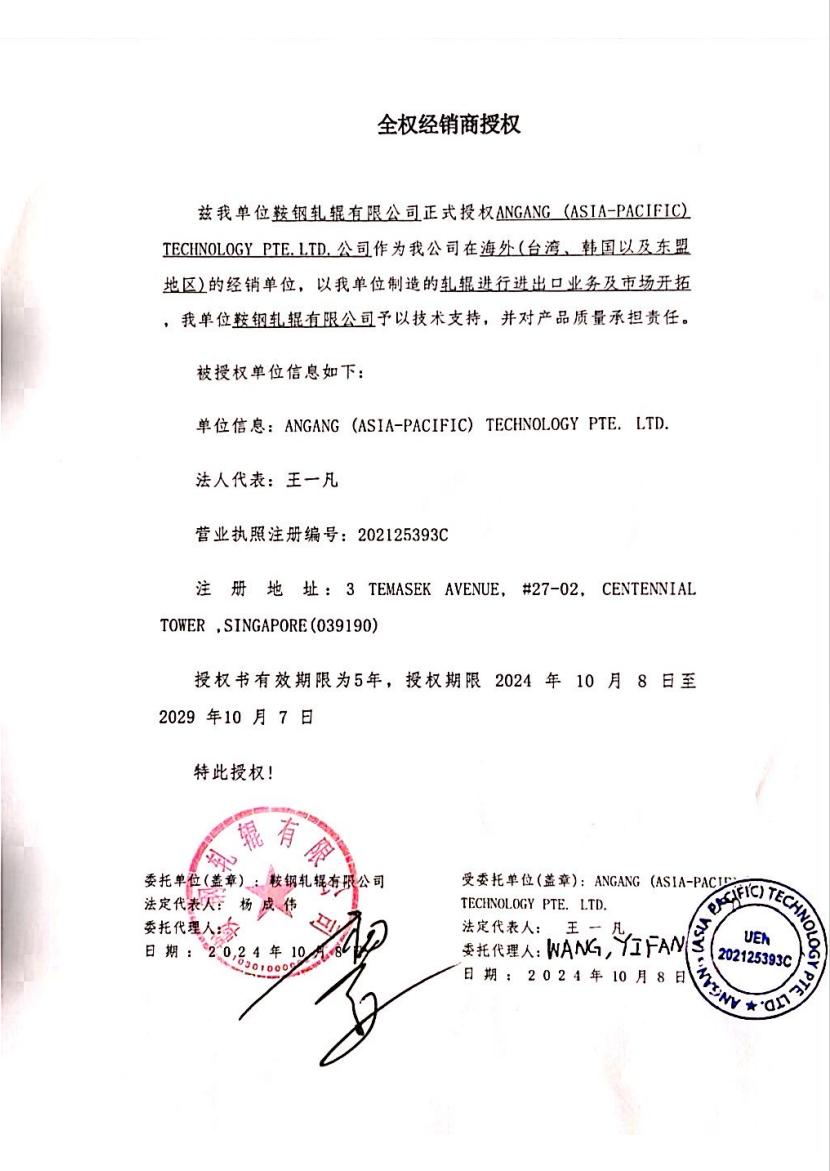 全权经销商授权
兹我单位鞍钢轧辊有限公司正式授权ANGANG (ASIA-PACIFIC)
TECHNOLOGY PTE.LTD.公司作为我公司在海外(台湾、韩国以及东盟
地区)的经销单位，以我单位制造的轧辊进行进出口业务及市场开拓
，我单位鞍钢轧辊有限公司予以技术支持，并对产品质量承担责任。
被授权单位信息如下：
单位信息：ANGANG (ASIA-PACIFIC) TECHNOLOGY PTE. LTD.
法人代表：王一凡
营业执照注册编号：202125393C
注 册 地 址：3 TEMASEK AVENUE, #27-02, CENTENNIAL
TOWER ,SINGAPORE(039190)
授权书有效期限为5年，授权期限 2024 年 10 月 8 日至
2029 年10 月 7 日
特此授权！
委托单位(盖章)：鞍钢轧辊有限公司
法定代表人： 杨 成 伟
委托代理人：
日 期 ： 2 0 2 4 年 10 月 8 日
鞍钢轧辊有限公司
受委托单位(盖章)：ANGANG (ASIA-PACIFIC)
TECHNOLOGY PTE. LTD.
法定代表人： 王 一 凡
委托代理人：WANG, YIFAN
日 期 ： 2 0 2 4 年 10 月 8 日
ANGANG (ASIA PACIFIC) TECHNOLOGY PTE. LTD.
UEN
202125393C